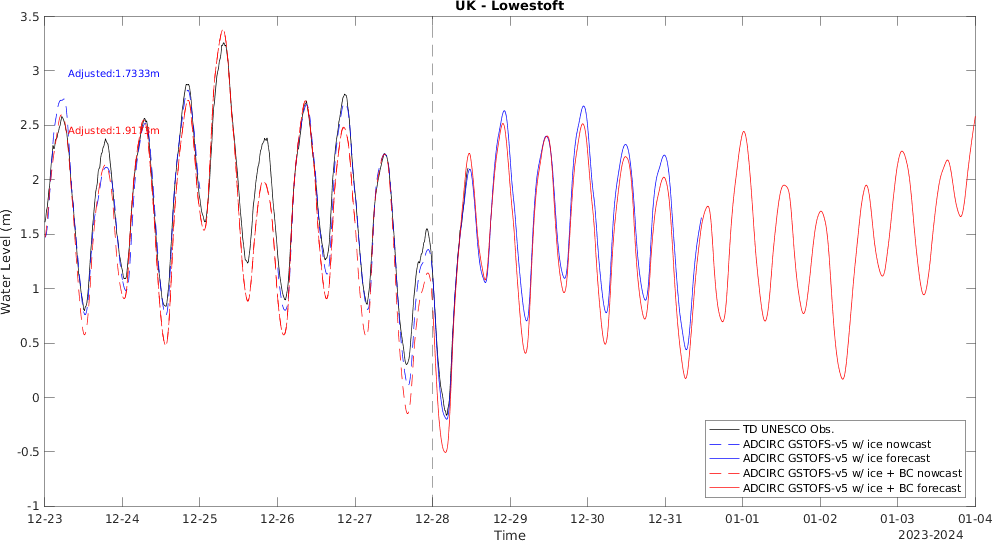 UK - Lowestoft
3.5
3
2.5
2
1.5
1
0.5
0
-0.5
-1
Water Level (m)
Adjusted:1.7333m
Adjusted:1.9173m
TD UNESCO Obs.
ADCIRC GSTOFS-v5 w/ ice nowcast
ADCIRC GSTOFS-v5 w/ ice forecast
ADCIRC GSTOFS-v5 w/ ice + BC nowcast
ADCIRC GSTOFS-v5 w/ ice + BC forecast
12-23 12-24 12-25 12-26 12-27 12-28 12-29 12-30 12-31 01-01 01-02 01-03 01-04
Time
2023-2024